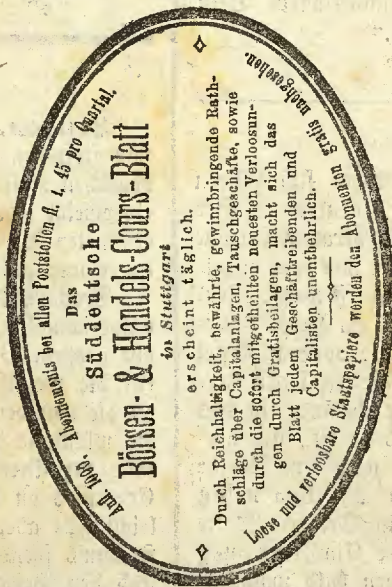 Aufl. 1000. Abonnements bei allen Poststellen fl. 1. 45 pro Quartal.
Das
Süddeutsche
Börsen- & Handels-Cours-Blatt
in Stuttgart
erscheint täglich.
Durch Reichhaltigkeit, bewährte, gewinnbringende Rath-
schläge über Capitalanlagen, Tauschgeschäfte, sowie
durch die sofort mitgetheilten neuesten Verloosun-
gen durch Gratisbeilagen, macht sich das
Blatt jedem Geschäfttreibenden und
Capitalisten unentbehrlich.
Loose und verloosbare Staatspapiere werden den Abonnenten gratis nachgesehen.